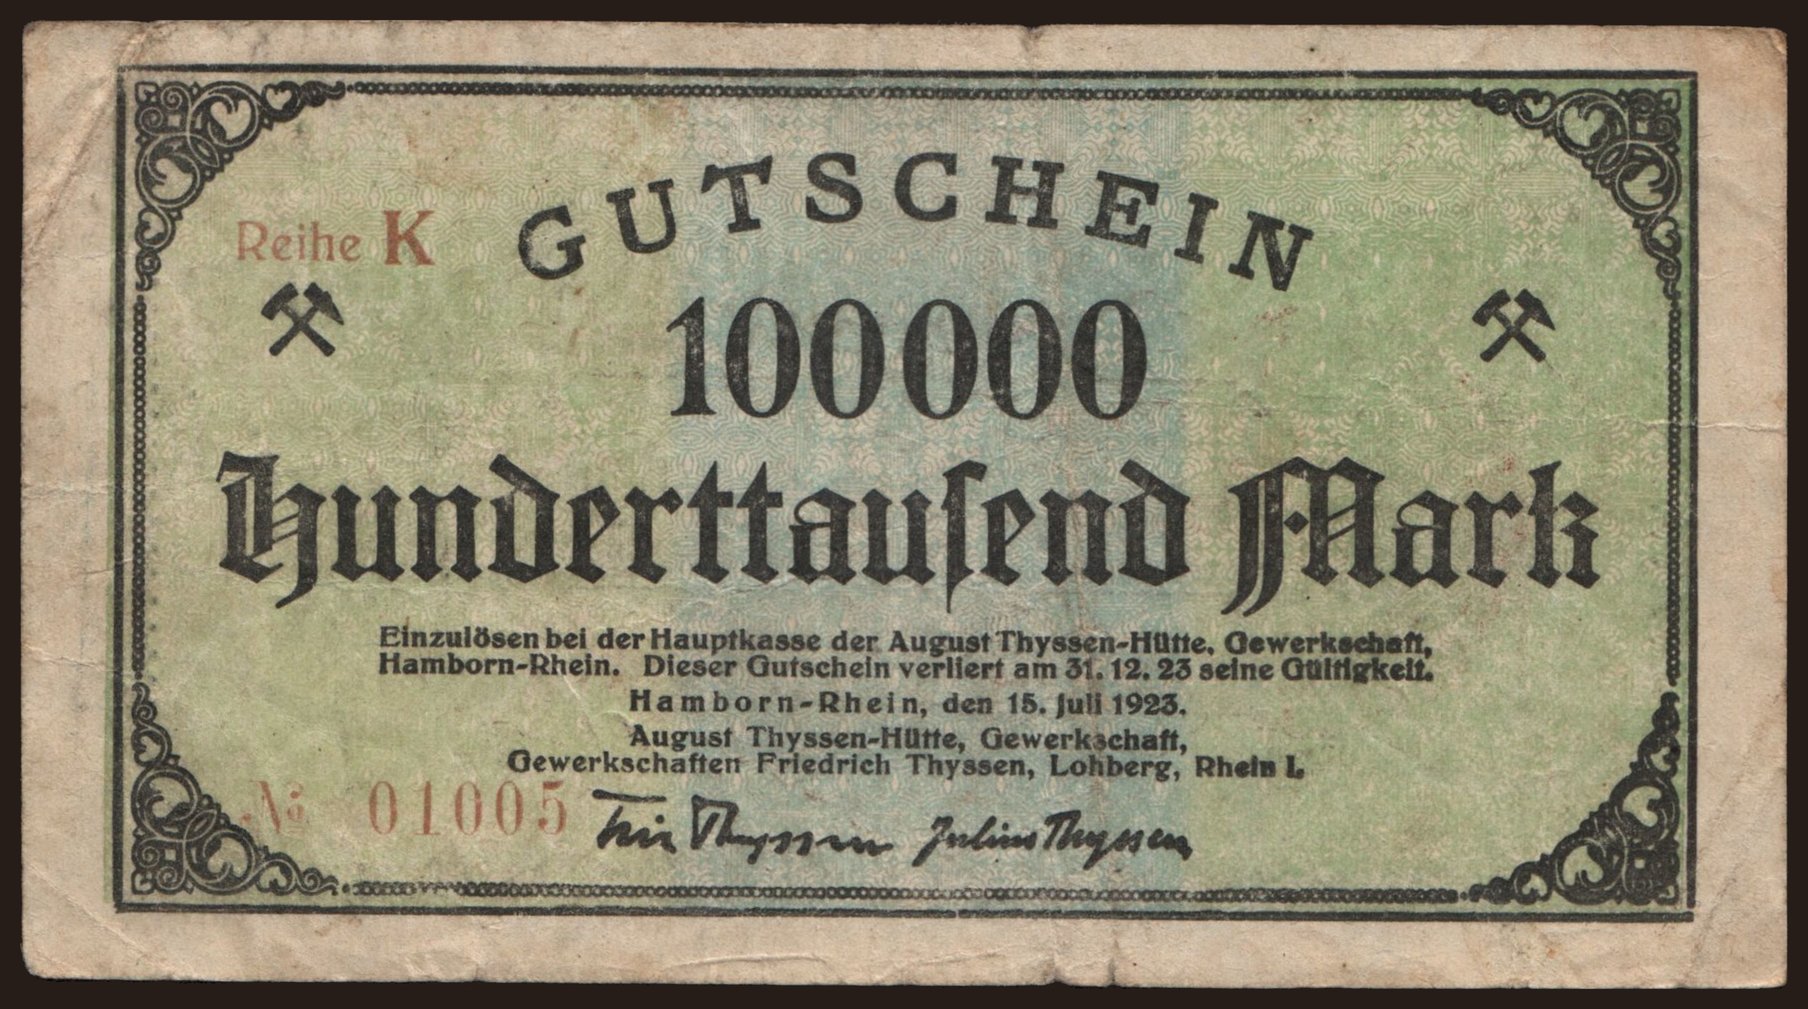 GUTSCHEIN
Reihe K
100000
Hunderttauſend Mark
Einzulösen bei der Hauptkasse der August Thyssen-Hütte, Gewerkschaft,
Hamborn-Rhein. Dieser Gutschein verliert am 31. 12. 23 seine Gültigkeit.
Hamborn-Rhein, den 15. Juli 1923.
August Thyssen-Hütte, Gewerkschaft,
Gewerkschaften Friedrich Thyssen, Lohberg, Rhein I.
№ 01005
Fritz Thyssen Julius Thyssen